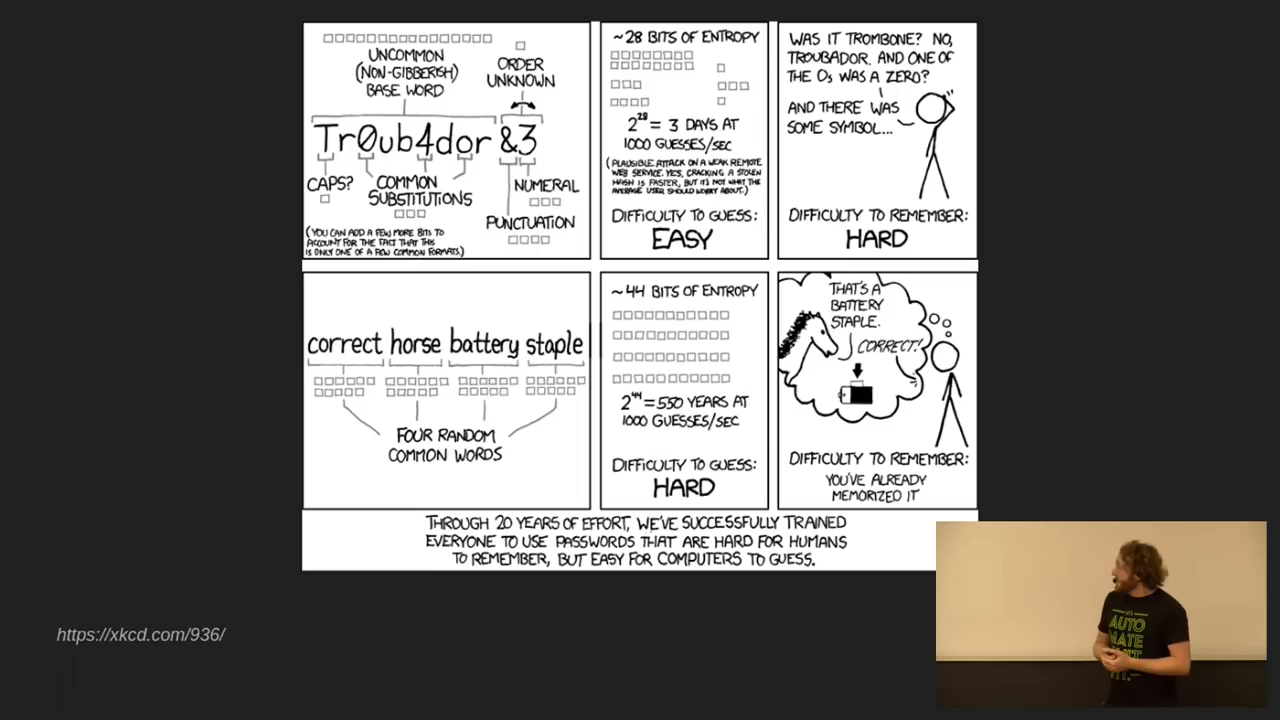 UNCOMMON
(NON-GIBBERISH)
BASE WORD
ORDER
UNKNOWN
Tr0ub4dor &3
CAPS?
COMMON
SUBSTITUTIONS
NUMERAL
PUNCTUATION
(YOU CAN ADD A FEW MORE BITS TO
ACCOUNT FOR THE FACT THAT THIS
IS ONLY ONE OF A FEW COMMON FORMATS.)
~28 BITS OF ENTROPY
2²⁸ = 3 DAYS AT
1000 GUESSES/SEC
(PLAUSIBLE ATTACK ON A WEAK REMOTE
WEB SERVICE. YES, CRACKING A STOLEN
HASH IS FASTER, BUT IT'S NOT WHAT THE
AVERAGE USER SHOULD WORRY ABOUT.)
DIFFICULTY TO GUESS:
EASY
WAS IT TROMBONE? NO,
TROUBADOR. AND ONE OF
THE Os WAS A ZERO?
AND THERE WAS
SOME SYMBOL...
DIFFICULTY TO REMEMBER:
HARD
correct horse battery staple
FOUR RANDOM
COMMON WORDS
~44 BITS OF ENTROPY
2⁴⁴ = 550 YEARS AT
1000 GUESSES/SEC
DIFFICULTY TO GUESS:
HARD
THAT'S A
BATTERY
STAPLE.
CORRECT!
DIFFICULTY TO REMEMBER:
YOU'VE ALREADY
MEMORIZED IT
THROUGH 20 YEARS OF EFFORT, WE'VE SUCCESSFULLY TRAINED
EVERYONE TO USE PASSWORDS THAT ARE HARD FOR HUMANS
TO REMEMBER, BUT EASY FOR COMPUTERS TO GUESS.
https://xkcd.com/936/
AUTO
MATE